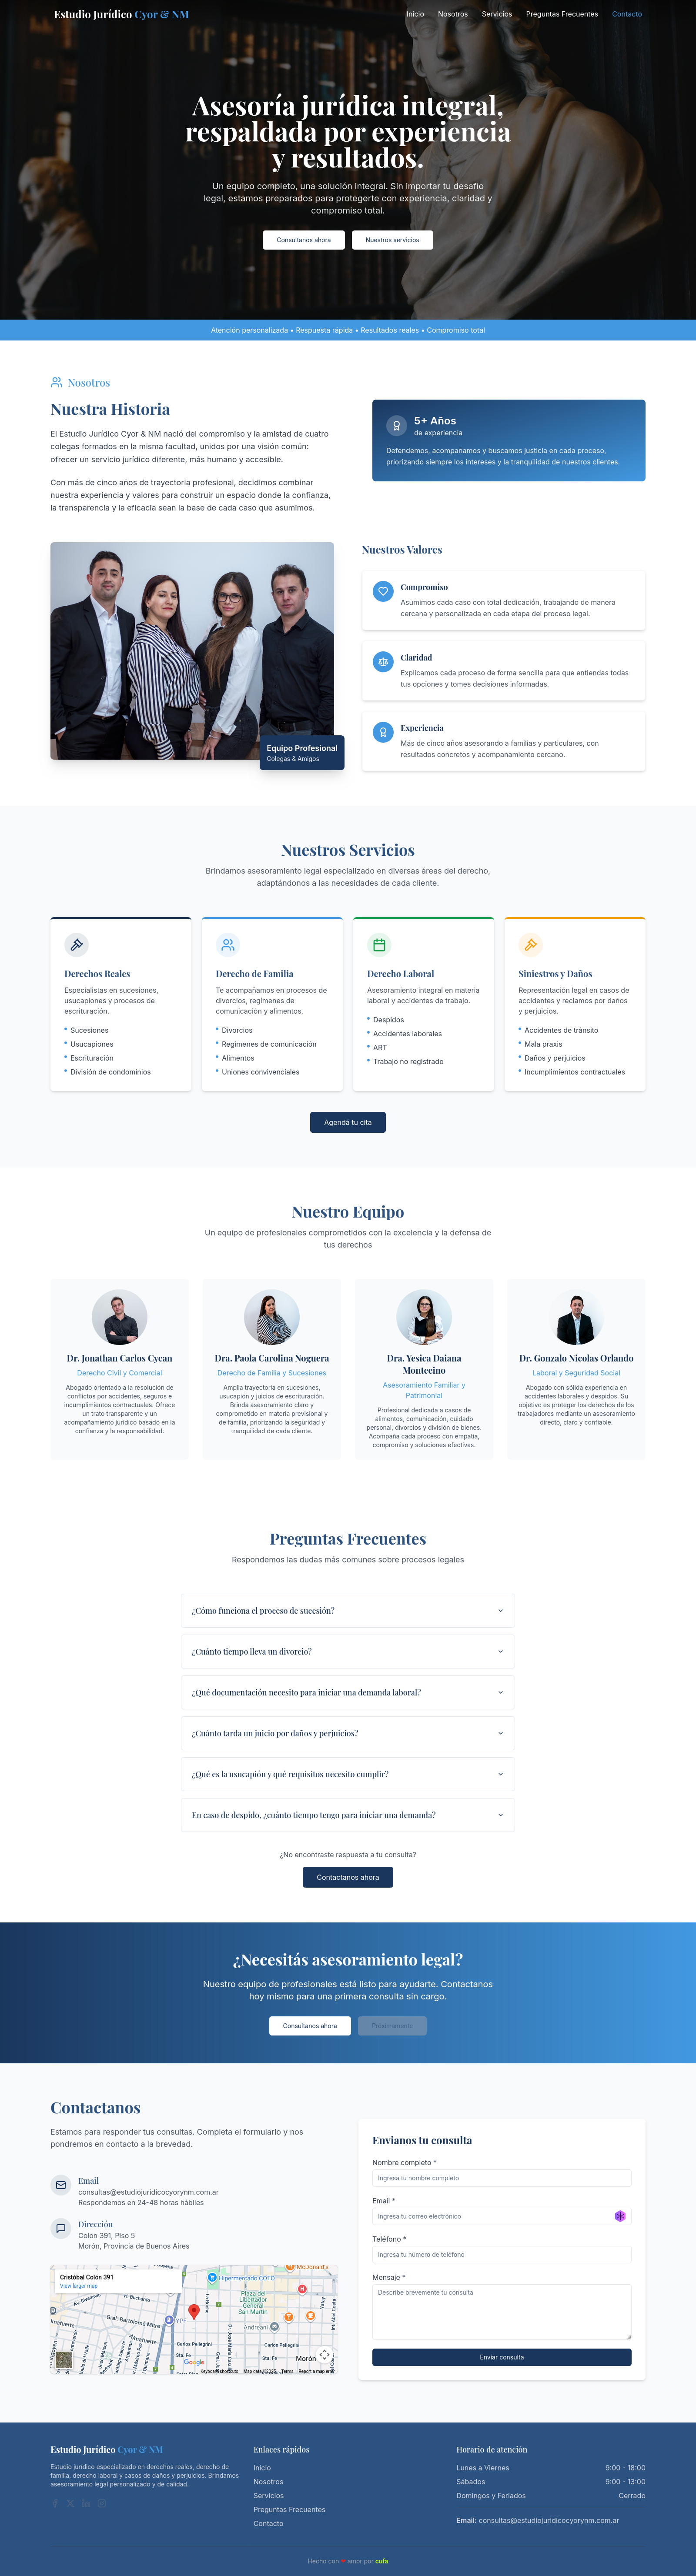 Estudio Jurídico Cyor & NM
Inicio
Nosotros
Servicios
Preguntas Frecuentes
Contacto
Asesoría jurídica integral,
respaldada por experiencia
y resultados.
Un equipo completo, una solución integral. Sin importar tu desafío
legal, estamos preparados para protegerte con experiencia, claridad y
compromiso total.
Consultanos ahora
Nuestros servicios
Atención personalizada • Respuesta rápida • Resultados reales • Compromiso total
Nosotros
Nuestra Historia
El Estudio Jurídico Cyor & NM nació del compromiso y la amistad de cuatro
colegas formados en la misma facultad, unidos por una visión común:
ofrecer un servicio jurídico diferente, más humano y accesible.
Con más de cinco años de trayectoria profesional, decidimos combinar
nuestra experiencia y valores para construir un espacio donde la confianza,
la transparencia y la eficacia sean la base de cada caso que asumimos.
5+ Años
de experiencia
Defendemos, acompañamos y buscamos justicia en cada proceso,
priorizando siempre los intereses y la tranquilidad de nuestros clientes.
Equipo Profesional
Colegas & Amigos
Nuestros Valores
Compromiso
Asumimos cada caso con total dedicación, trabajando de manera
cercana y personalizada en cada etapa del proceso legal.
Claridad
Explicamos cada proceso de forma sencilla para que entiendas todas
tus opciones y tomes decisiones informadas.
Experiencia
Más de cinco años asesorando a familias y particulares, con
resultados concretos y acompañamiento cercano.
Nuestros Servicios
Brindamos asesoramiento legal especializado en diversas áreas del derecho,
adaptándonos a las necesidades de cada cliente.
Derechos Reales
Especialistas en sucesiones,
usucapiones y procesos de
escrituración.
Sucesiones
Usucapiones
Escrituración
División de condominios
Derecho de Familia
Te acompañamos en procesos de
divorcios, regímenes de
comunicación y alimentos.
Divorcios
Regímenes de comunicación
Alimentos
Uniones convivenciales
Derecho Laboral
Asesoramiento integral en materia
laboral y accidentes de trabajo.
Despidos
Accidentes laborales
ART
Trabajo no registrado
Siniestros y Daños
Representación legal en casos de
accidentes y reclamos por daños
y perjuicios.
Accidentes de tránsito
Mala praxis
Daños y perjuicios
Incumplimientos contractuales
Agendá tu cita
Nuestro Equipo
Un equipo de profesionales comprometidos con la excelencia y la defensa de
tus derechos
Dr. Jonathan Carlos Cycan
Derecho Civil y Comercial
Abogado orientado a la resolución de
conflictos por accidentes, seguros e
incumplimientos contractuales. Ofrece
un trato transparente y un
acompañamiento jurídico basado en la
confianza y la responsabilidad.
Dra. Paola Carolina Noguera
Derecho de Familia y Sucesiones
Amplia trayectoria en sucesiones,
usucapión y juicios de escrituración.
Brinda asesoramiento claro y
comprometido en materia previsional y
de familia, priorizando la seguridad y
tranquilidad de cada cliente.
Dra. Yesica Daiana
Montecino
Asesoramiento Familiar y
Patrimonial
Profesional dedicada a casos de
alimentos, comunicación, cuidado
personal, divorcios y división de bienes.
Acompaña cada proceso con empatía,
compromiso y soluciones efectivas.
Dr. Gonzalo Nicolas Orlando
Laboral y Seguridad Social
Abogado con sólida experiencia en
accidentes laborales y despidos. Su
objetivo es proteger los derechos de los
trabajadores mediante un asesoramiento
directo, claro y confiable.
Preguntas Frecuentes
Respondemos las dudas más comunes sobre procesos legales
¿Cómo funciona el proceso de sucesión?
¿Cuánto tiempo lleva un divorcio?
¿Qué documentación necesito para iniciar una demanda laboral?
¿Cuánto tarda un juicio por daños y perjuicios?
¿Qué es la usucapión y qué requisitos necesito cumplir?
En caso de despido, ¿cuánto tiempo tengo para iniciar una demanda?
¿No encontraste respuesta a tu consulta?
Contactanos ahora
¿Necesitás asesoramiento legal?
Nuestro equipo de profesionales está listo para ayudarte. Contactanos
hoy mismo para una primera consulta sin cargo.
Consultanos ahora
Próximamente
Contactanos
Estamos para responder tus consultas. Completa el formulario y nos
pondremos en contacto a la brevedad.
Email
consultas@estudiojuridicocyorynm.com.ar
Respondemos en 24-48 horas hábiles
Dirección
Colon 391, Piso 5
Morón, Provincia de Buenos Aires
Cristóbal Colón 391
View larger map
Hipermercado COTO
McDonald's
Plaza del
Libertador
General
San Martin
YPF
Andreani
Carlos Pellegrini
Carlos Pellegrini
Sta. Fe
Morón
Google
Keyboard shortcuts
Map data ©2025
Terms
Report a map error
Envianos tu consulta
Nombre completo *
Ingresa tu nombre completo
Email *
Ingresa tu correo electrónico
Teléfono *
Ingresa tu número de teléfono
Mensaje *
Describe brevemente tu consulta
Enviar consulta
Estudio Jurídico Cyor & NM
Estudio jurídico especializado en derechos reales, derecho de
familia, derecho laboral y casos de daños y perjuicios. Brindamos
asesoramiento legal personalizado y de calidad.
Enlaces rápidos
Inicio
Nosotros
Servicios
Preguntas Frecuentes
Contacto
Horario de atención
Lunes a Viernes 9:00 - 18:00
Sábados 9:00 - 13:00
Domingos y Feriados Cerrado
Email: consultas@estudiojuridicocyorynm.com.ar
Hecho con ❤ amor por cufa